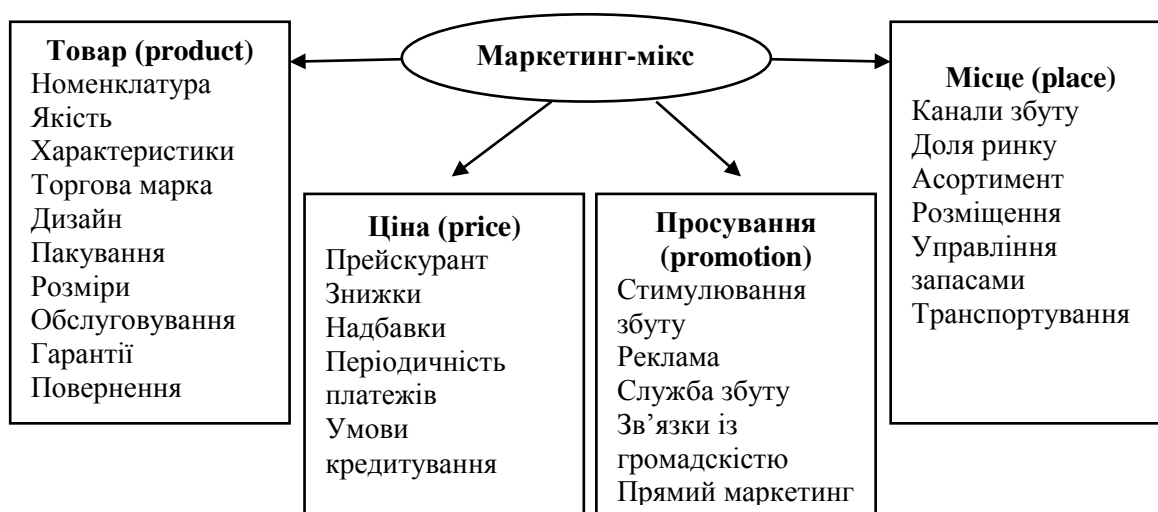 Маркетинг-мікс
Товар (product)
Номенклатура
Якість
Характеристики
Торгова марка
Дизайн
Пакування
Розміри
Обслуговування
Гарантії
Повернення
Ціна (price)
Прейскурант
Знижки
Надбавки
Періодичність
платежів
Умови
кредитування
Просування
(promotion)
Стимулювання
збуту
Реклама
Служба збуту
Зв’язки із
громадскістю
Прямий маркетинг
Місце (place)
Канали збуту
Доля ринку
Асортимент
Розміщення
Управління
запасами
Транспортування